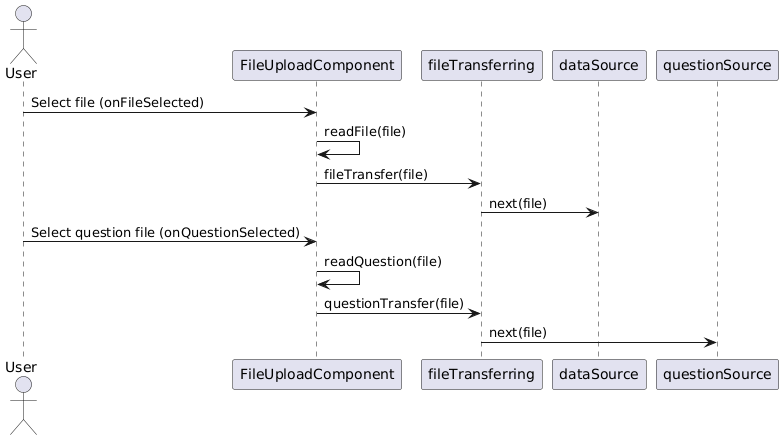 User
FileUploadComponent
fileTransferring
dataSource
questionSource
Select file (onFileSelected)
readFile(file)
fileTransfer(file)
next(file)
Select question file (onQuestionSelected)
readQuestion(file)
questionTransfer(file)
next(file)
User
FileUploadComponent
fileTransferring
dataSource
questionSource